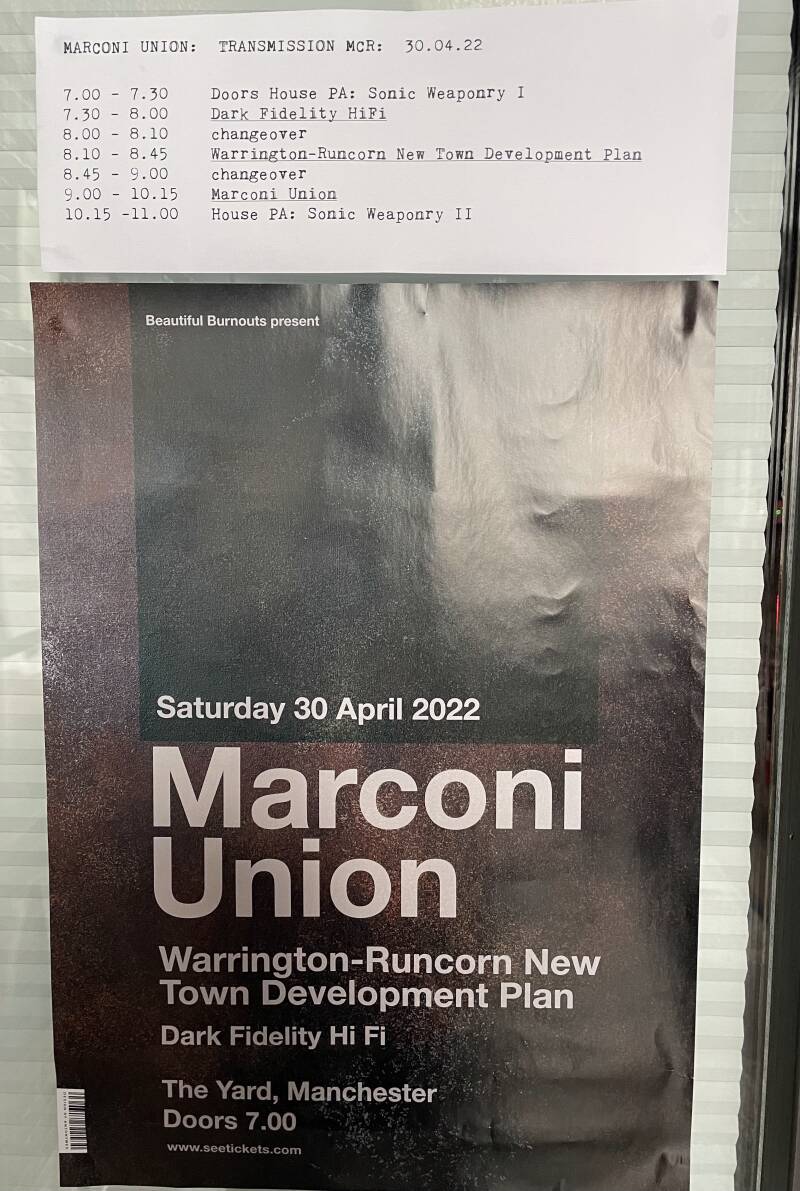 MARCONI UNION: TRANSMISSION MCR: 30.04.22
7.00 - 7.30 Doors House PA: Sonic Weaponry I
7.30 - 8.00 Dark Fidelity HiFi
8.00 - 8.10 changeover
8.10 - 8.45 Warrington-Runcorn New Town Development Plan
8.45 - 9.00 changeover
9.00 - 10.15 Marconi Union
10.15 -11.00 House PA: Sonic Weaponry II
Beautiful Burnouts present
Saturday 30 April 2022
Marconi
Union
Warrington-Runcorn New
Town Development Plan
Dark Fidelity Hi Fi
The Yard, Manchester
Doors 7.00
www.seetickets.com